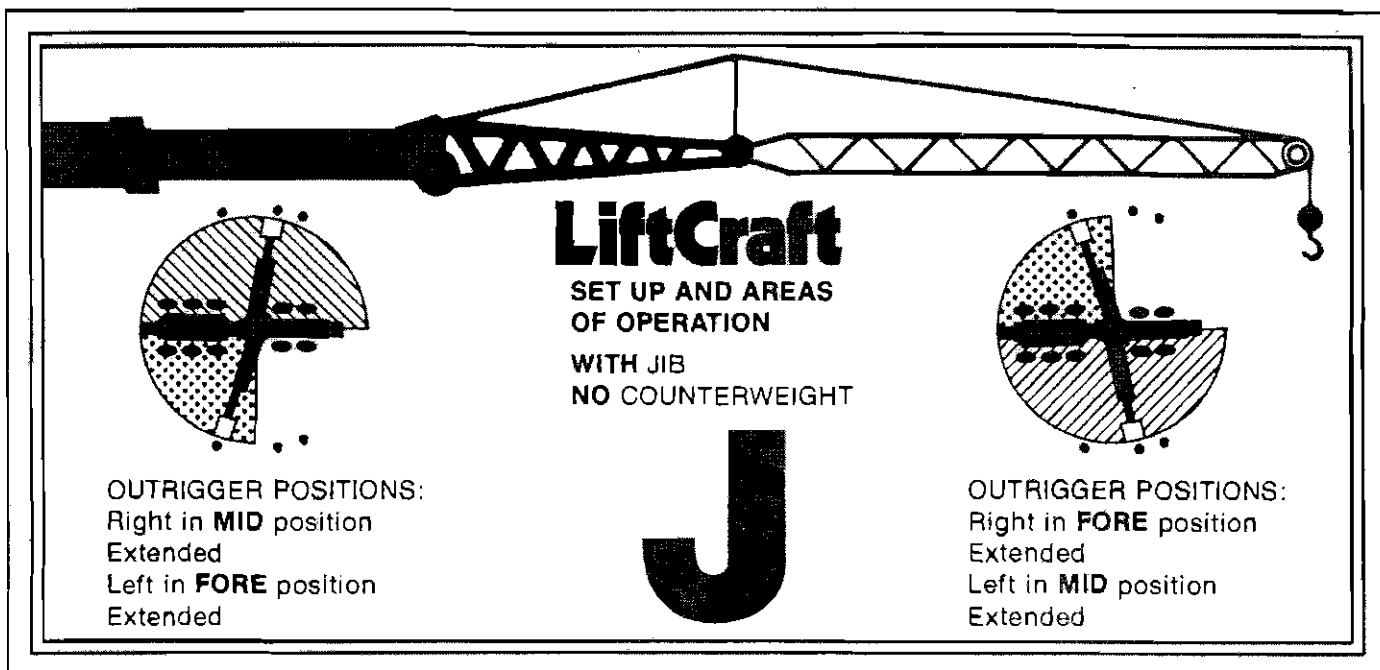 LiftCraft
SET UP AND AREAS
OF OPERATION
WITH JIB
NO COUNTERWEIGHT
J
OUTRIGGER POSITIONS:
Right in MID position
Extended
Left in FORE position
Extended
OUTRIGGER POSITIONS:
Right in FORE position
Extended
Left in MID position
Extended